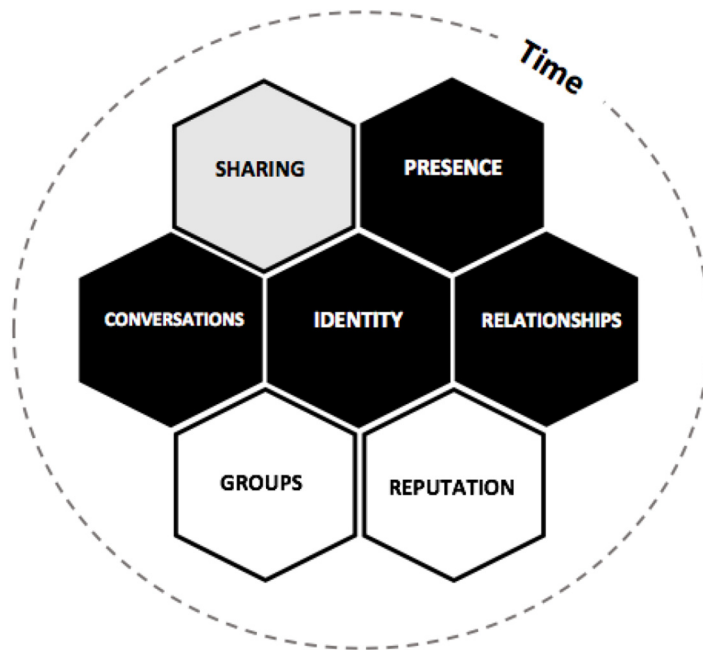 Time
SHARING
PRESENCE
CONVERSATIONS
IDENTITY
RELATIONSHIPS
GROUPS
REPUTATION